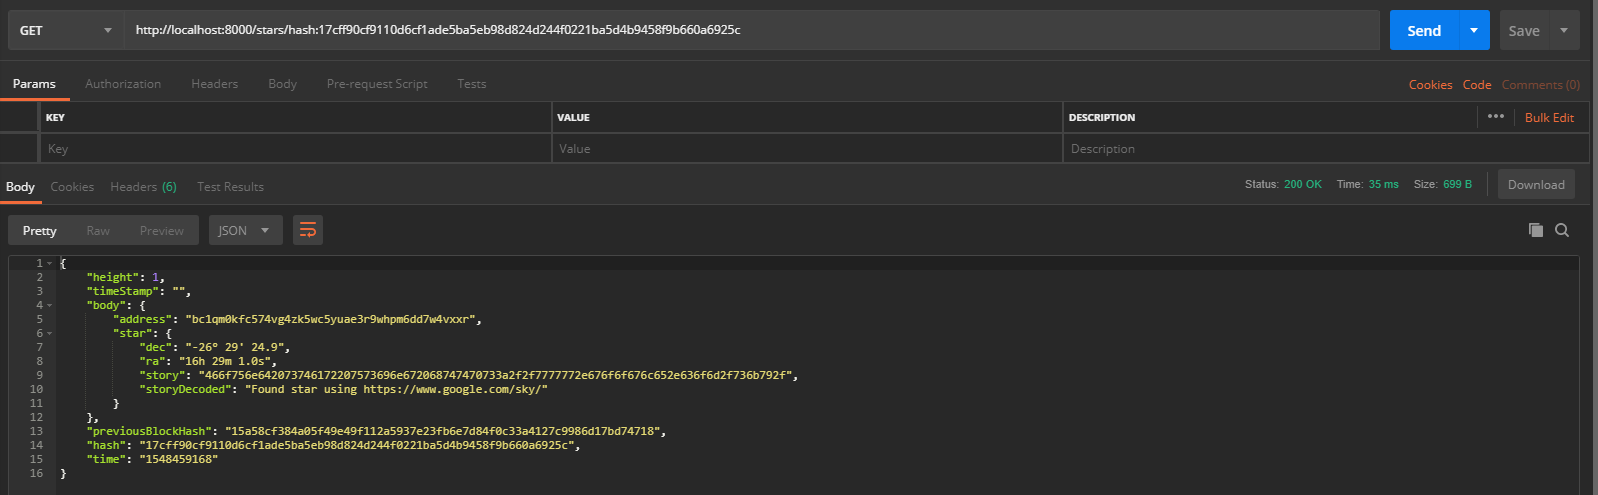 GET http://localhost:8000/stars/hash:17cff90cf9110d6cf1ade5ba5eb98d824d244f0221ba5d4b9458f9b660a6925c Send Save
Params Authorization Headers Body Pre-request Script Tests Cookies Code Comments (0)
KEY VALUE DESCRIPTION ••• Bulk Edit
Key Value Description
Body Cookies Headers (6) Test Results Status: 200 OK Time: 35 ms Size: 699 B Download
Pretty Raw Preview JSON
1 {
2 "height": 1,
3 "timeStamp": "",
4 "body": {
5 "address": "bc1qm0kfc574vg4zk5wc5yuae3r9whpm6dd7w4vxxr",
6 "star": {
7 "dec": "-26° 29' 24.9",
8 "ra": "16h 29m 1.0s",
9 "story": "466f756e642073746172207573696e672068747470733a2f2f7777772e676f6f676c652e636f6d2f736b792f",
10 "storyDecoded": "Found star using https://www.google.com/sky/"
11 }
12 },
13 "previousBlockHash": "15a58cf384a05f49e49f112a5937e23fb6e7d84f0c33a4127c9986d17bd74718",
14 "hash": "17cff90cf9110d6cf1ade5ba5eb98d824d244f0221ba5d4b9458f9b660a6925c",
15 "time": "1548459168"
16 }